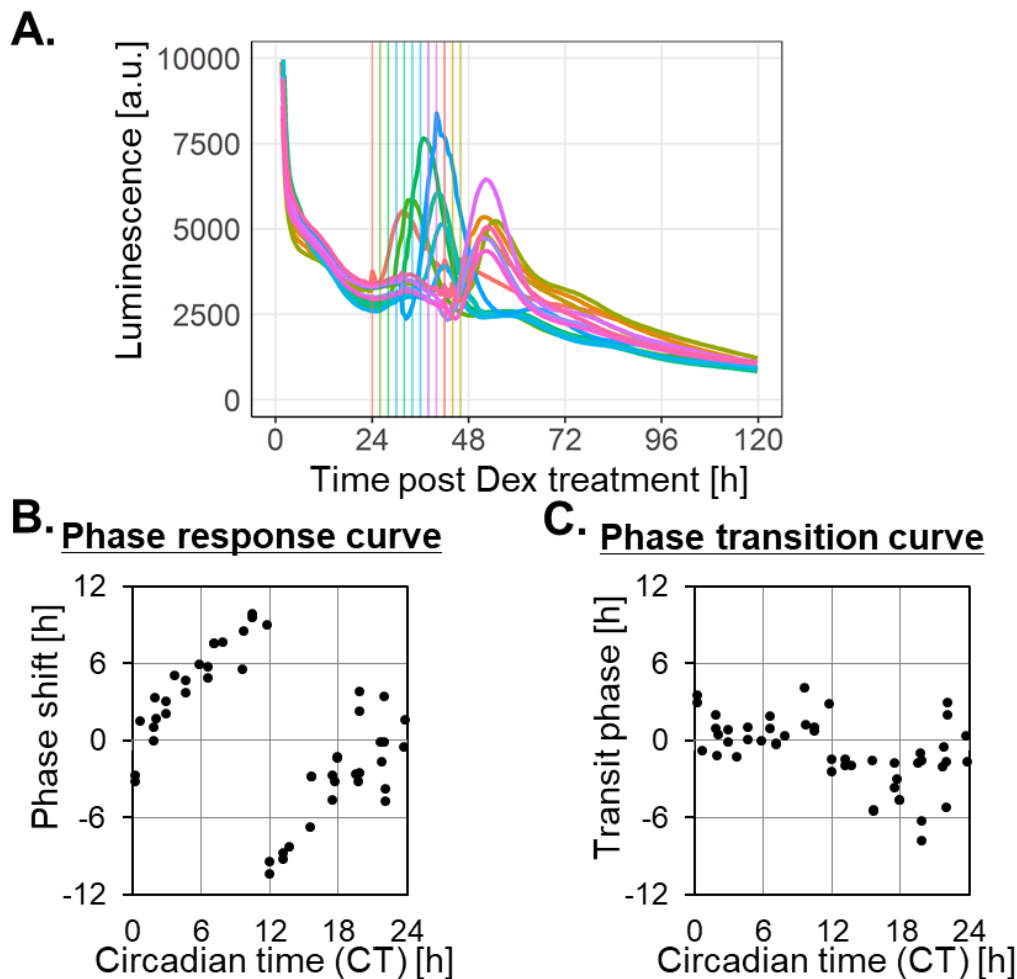 A.
Luminescence [a.u.]
10000
7500
5000
2500
0
0 24 48 72 96 120
Time post Dex treatment [h]
B. Phase response curve
Phase shift [h]
12
6
0
-6
-12
0 6 12 18 24
Circadian time (CT) [h]
C. Phase transition curve
Transit phase [h]
12
6
0
-6
-12
0 6 12 18 24
Circadian time (CT) [h]